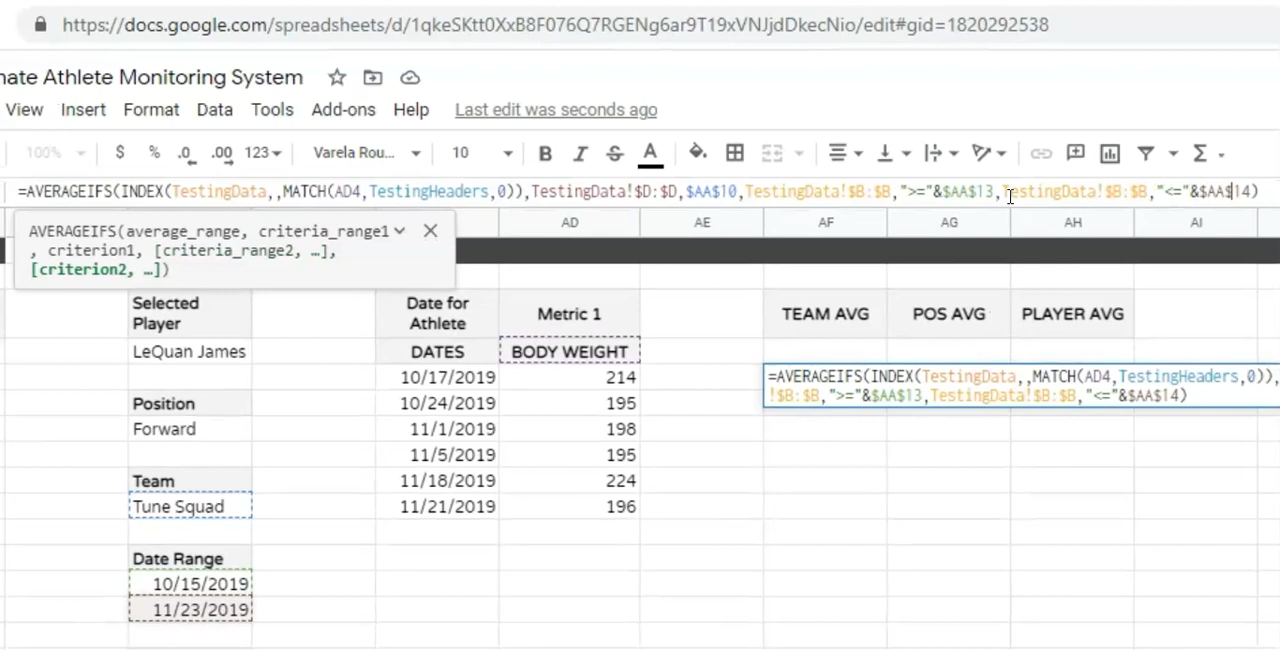 https://docs.google.com/spreadsheets/d/1qkeSKtt0XxB8F076Q7RGENg6ar9T19xVNJjdDkecNio/edit#gid=1820292538
nate Athlete Monitoring System
View Insert Format Data Tools Add-ons Help Last edit was seconds ago
100% $ % .0 .00 123 Varela Rou... 10 B I S A Σ
=AVERAGEIFS(INDEX(TestingData,,MATCH(AD4,TestingHeaders,0)),TestingData!$D:$D,$AA$10,TestingData!$B:$B,">="&$AA$13,TestingData!$B:$B,"<="&$AA$14)
AD AE AF AG AH AI
AVERAGEIFS(average_range, criteria_range1
, criterion1, [criteria_range2, …],
[criterion2, …])
Selected
Player
Date for
Athlete
Metric 1
TEAM AVG POS AVG PLAYER AVG
LeQuan James DATES BODY WEIGHT
10/17/2019 214
=AVERAGEIFS(INDEX(TestingData,,MATCH(AD4,TestingHeaders,0)),
!$B:$B,">="&$AA$13,TestingData!$B:$B,"<="&$AA$14)
Position 10/24/2019 195
Forward 11/1/2019 198
11/5/2019 195
Team 11/18/2019 224
Tune Squad 11/21/2019 196
Date Range
10/15/2019
11/23/2019